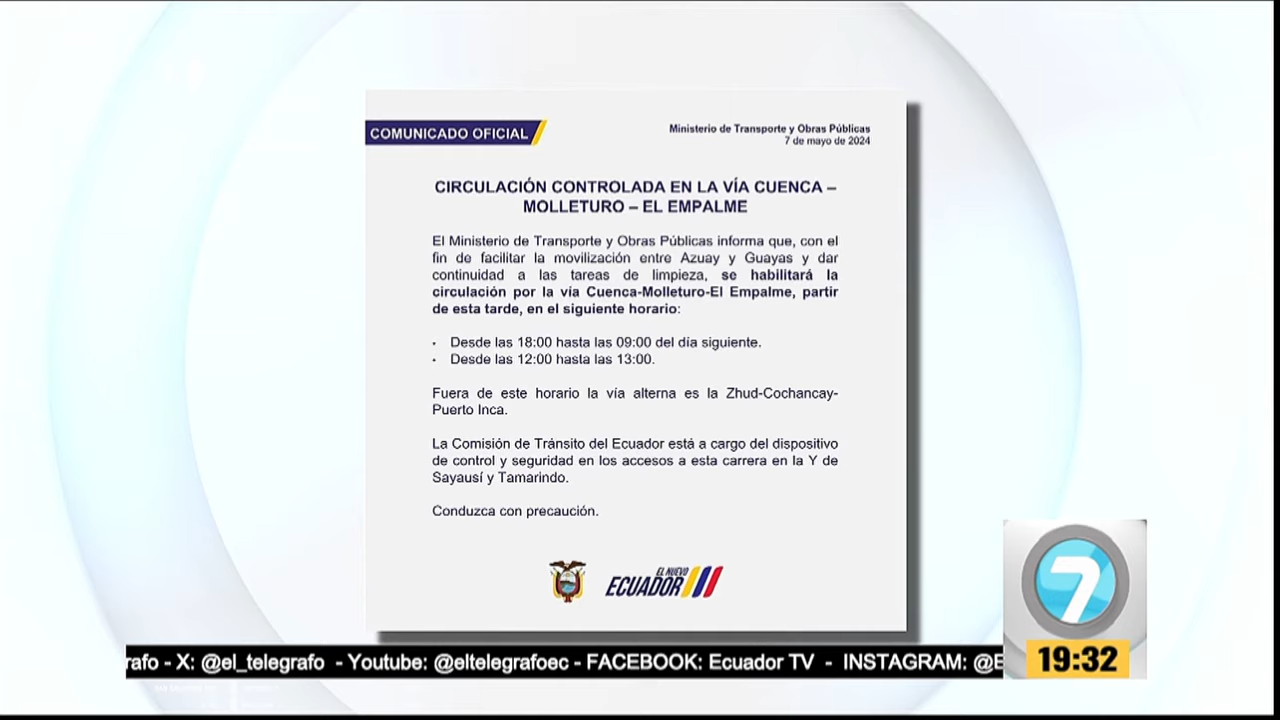 COMUNICADO OFICIAL
Ministerio de Transporte y Obras Públicas
7 de mayo de 2024
CIRCULACIÓN CONTROLADA EN LA VÍA CUENCA –
MOLLETURO – EL EMPALME
El Ministerio de Transporte y Obras Públicas informa que, con el
fin de facilitar la movilización entre Azuay y Guayas y dar
continuidad a las tareas de limpieza, se habilitará la
circulación por la vía Cuenca-Molleturo-El Empalme, partir
de esta tarde, en el siguiente horario:
· Desde las 18:00 hasta las 09:00 del día siguiente.
· Desde las 12:00 hasta las 13:00.
Fuera de este horario la vía alterna es la Zhud-Cochancay-
Puerto Inca.
La Comisión de Tránsito del Ecuador está a cargo del dispositivo
de control y seguridad en los accesos a esta carrera en la Y de
Sayausí y Tamarindo.
Conduzca con precaución.
EL NUEVO
ECUADOR
7
19:32
rafo - X: @el_telegrafo - Youtube: @eltelegrafoec - FACEBOOK: Ecuador TV - INSTAGRAM: @E